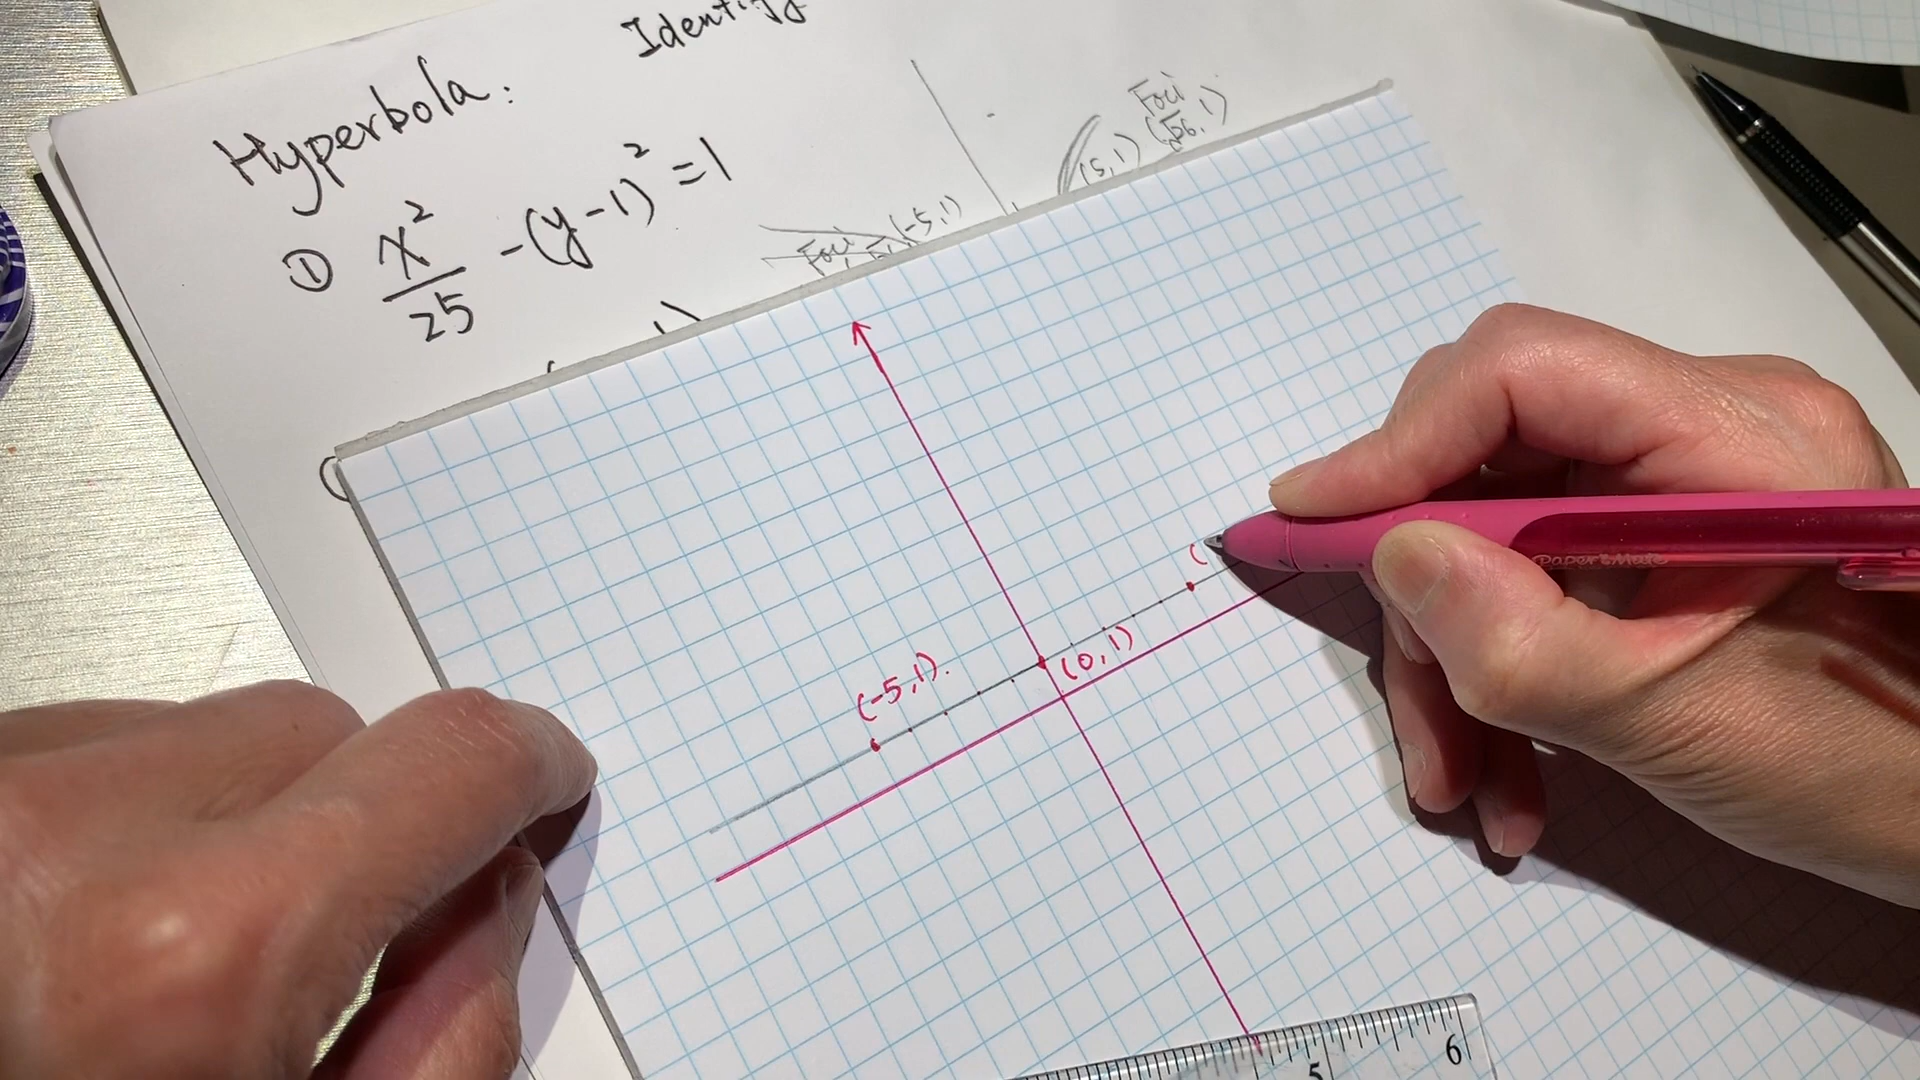 Identify
Hyperbola:
① x²/25 - (y-1)² = 1
Foci
(√26, 1)
(5, 1)
(-5, 1)
Foci
(-5, 1).
(0, 1)
(
PaperMate
5
6